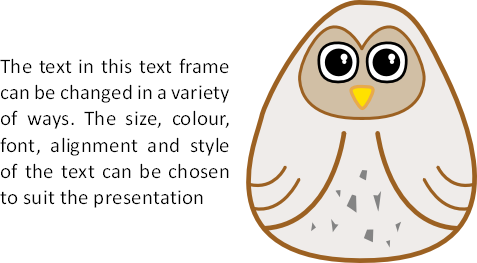 The text in this text frame
can be changed in a variety
of ways. The size, colour,
font, alignment and style
of the text can be chosen
to suit the presentation